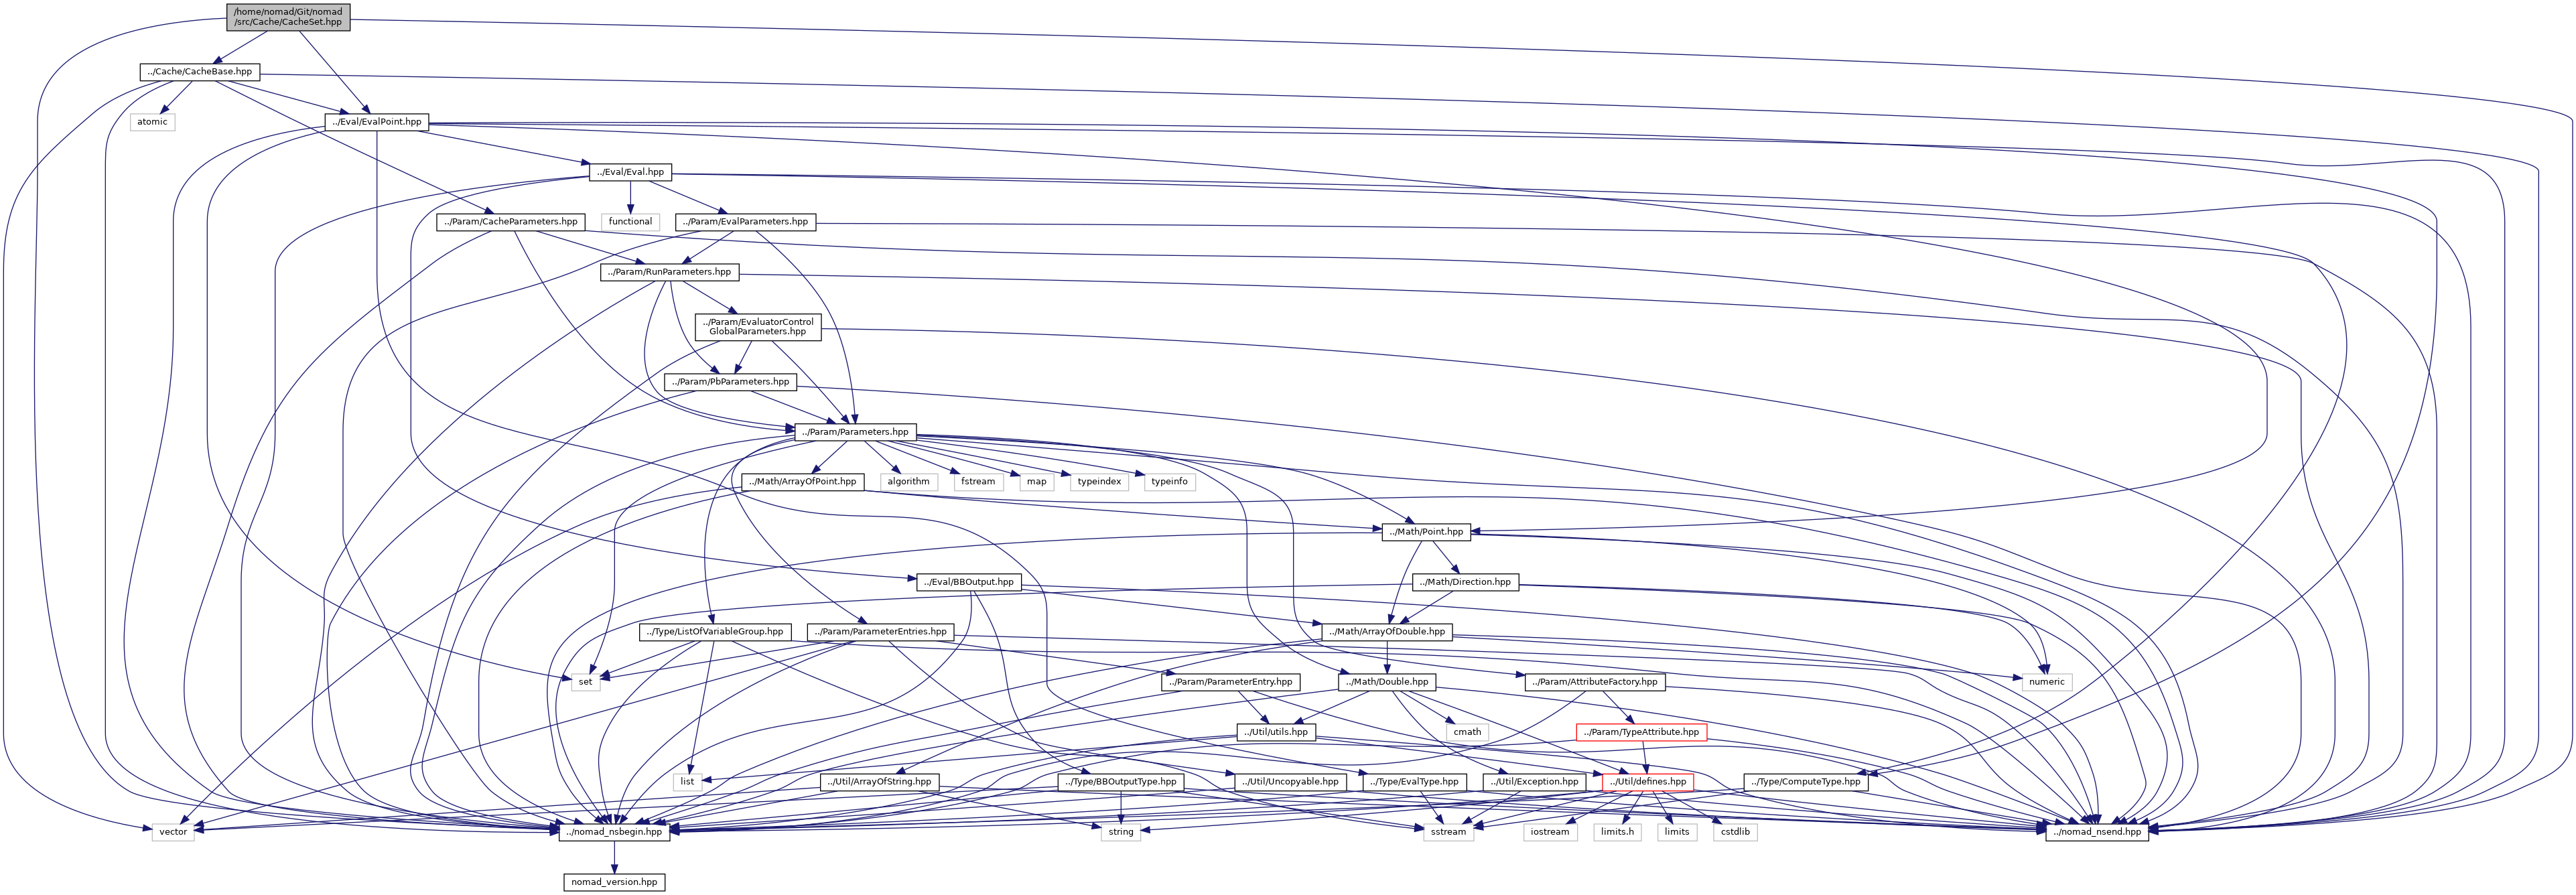 /home/nomad/Git/nomad
/src/Cache/CacheSet.hpp
../Cache/CacheBase.hpp
atomic
../Eval/EvalPoint.hpp
../Eval/Eval.hpp
../Param/CacheParameters.hpp
functional
../Param/EvalParameters.hpp
../Param/RunParameters.hpp
../Param/EvaluatorControl
GlobalParameters.hpp
../Param/PbParameters.hpp
../Param/Parameters.hpp
../Math/ArrayOfPoint.hpp
algorithm
fstream
map
typeindex
typeinfo
../Math/Point.hpp
../Eval/BBOutput.hpp
../Math/Direction.hpp
../Type/ListOfVariableGroup.hpp
../Param/ParameterEntries.hpp
../Math/ArrayOfDouble.hpp
set
../Param/ParameterEntry.hpp
../Math/Double.hpp
../Param/AttributeFactory.hpp
numeric
../Util/utils.hpp
cmath
../Param/TypeAttribute.hpp
list
../Util/ArrayOfString.hpp
../Type/BBOutputType.hpp
../Util/Uncopyable.hpp
../Type/EvalType.hpp
../Util/Exception.hpp
../Util/defines.hpp
../Type/ComputeType.hpp
vector
../nomad_nsbegin.hpp
string
sstream
iostream
limits.h
limits
cstdlib
../nomad_nsend.hpp
nomad_version.hpp